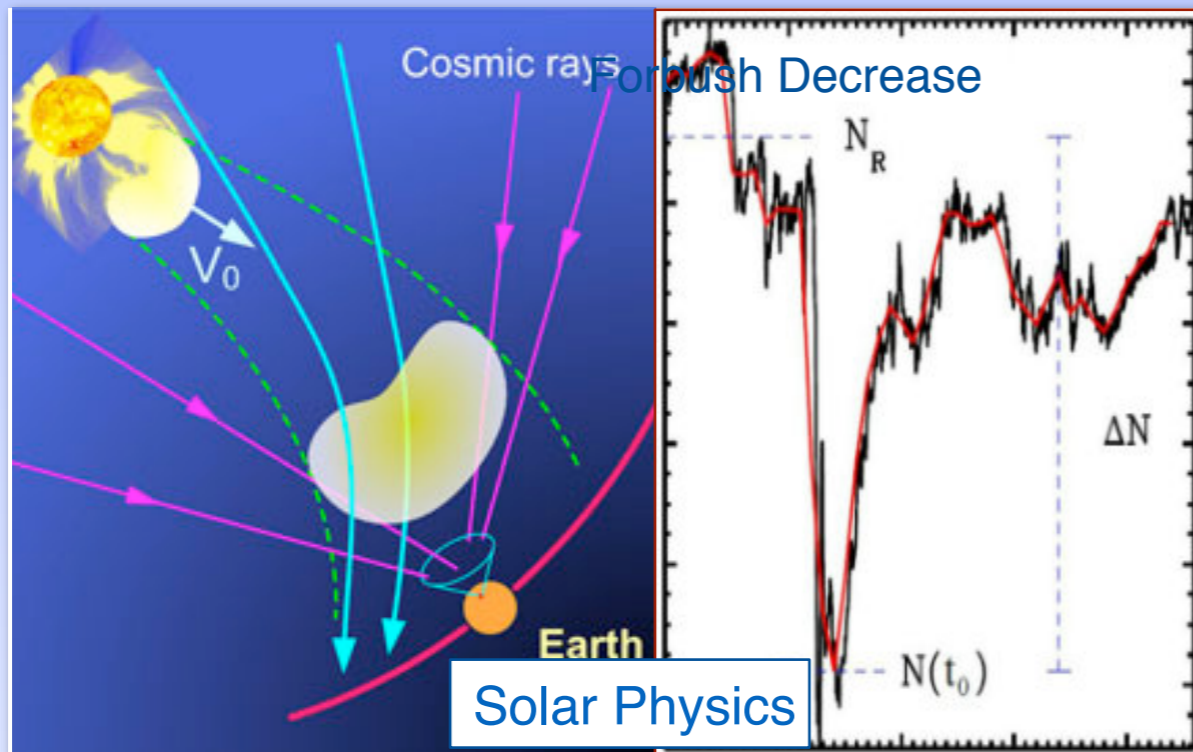 Cosmic rays
Forbush Decrease
N_R
V₀
ΔN
Earth
N(t₀)
Solar Physics